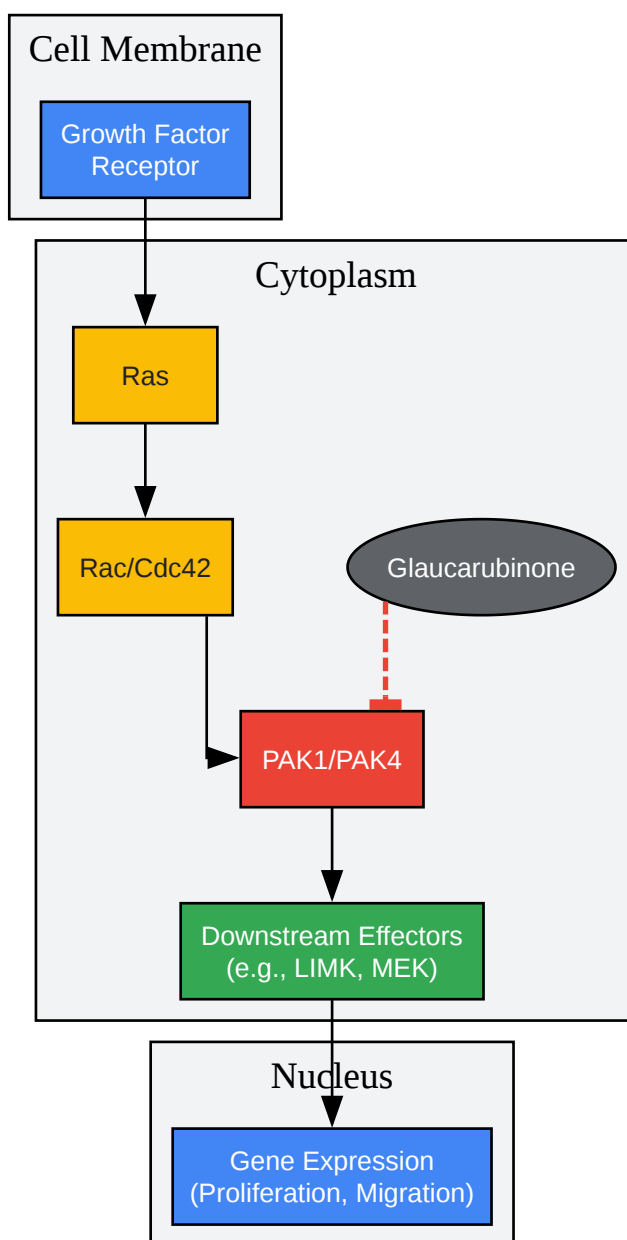 Cell Membrane
Growth Factor
Receptor
Cytoplasm
Ras
Rac/Cdc42
Glaucarubinone
PAK1/PAK4
Downstream Effectors
(e.g., LIMK, MEK)
Nucleus
Gene Expression
(Proliferation, Migration)